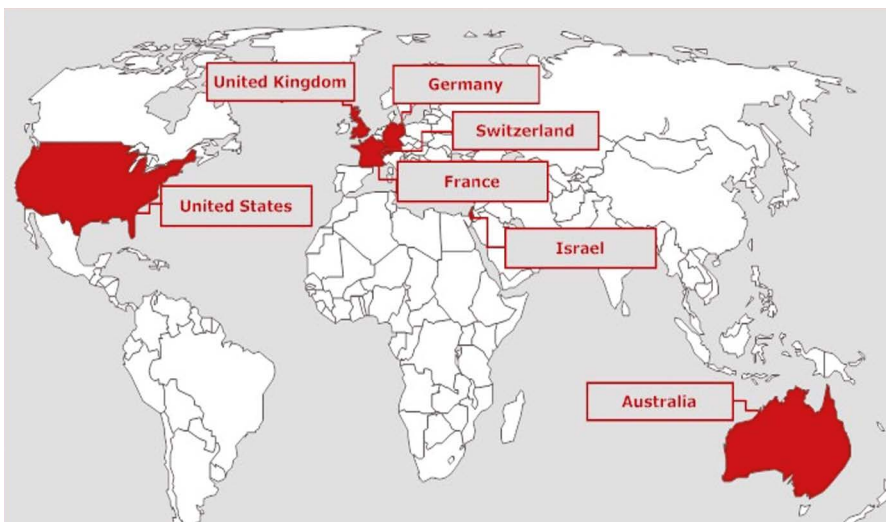 United Kingdom
Germany
Switzerland
France
United States
Israel
Australia